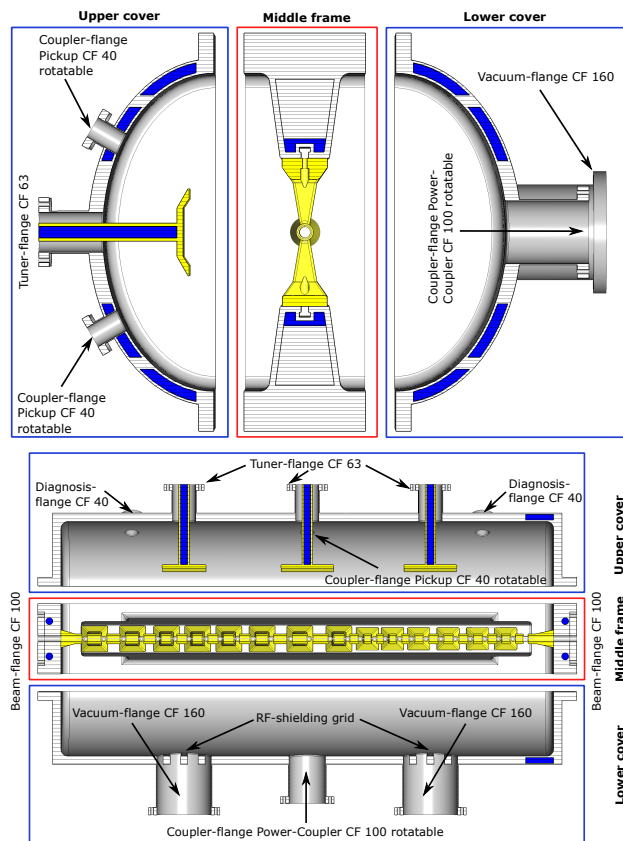 Upper cover
Middle frame
Lower cover
Coupler-flange
Pickup CF 40
rotatable
Tuner-flange CF 63
Coupler-flange
Pickup CF 40
rotatable
Vacuum-flange CF 160
Coupler-flange Power-
Coupler CF 100 rotatable
Tuner-flange CF 63
Diagnosis-
flange CF 40
Diagnosis-
flange CF 40
Coupler-flange Pickup CF 40 rotatable
Upper cover
Beam-flange CF 100
Beam-flange CF 100
Middle frame
Vacuum-flange CF 160
RF-shielding grid
Vacuum-flange CF 160
Coupler-flange Power-Coupler CF 100 rotatable
Lower cover